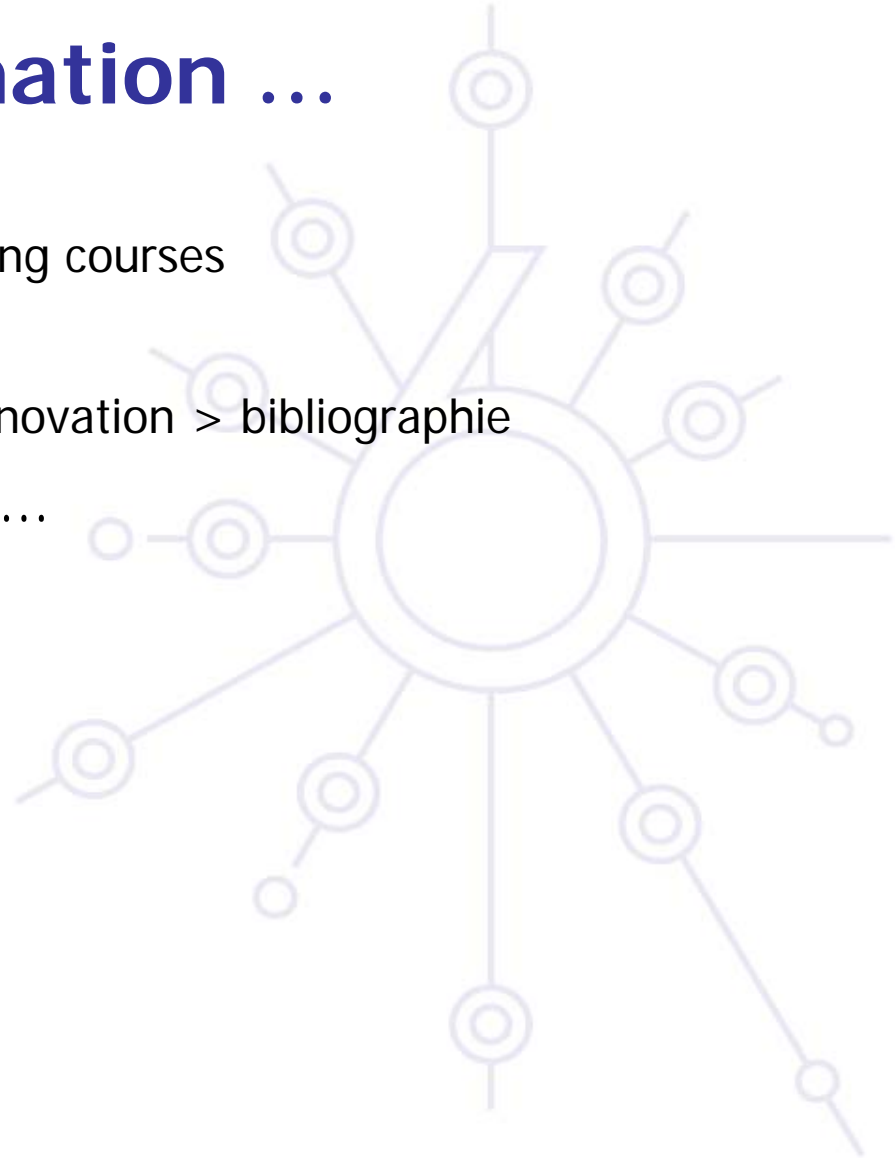 nation ...
ng courses
novation > bibliographie
...